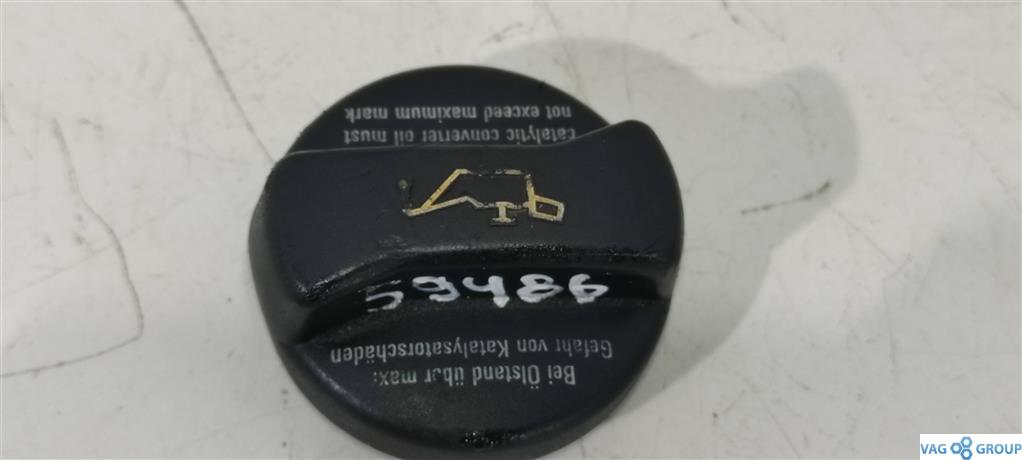 Bei Ölstand über max:
Gefahr von Katalysatorschäden
catalytic converter oil must
not exceed maximum mark
59486
VAG GROUP